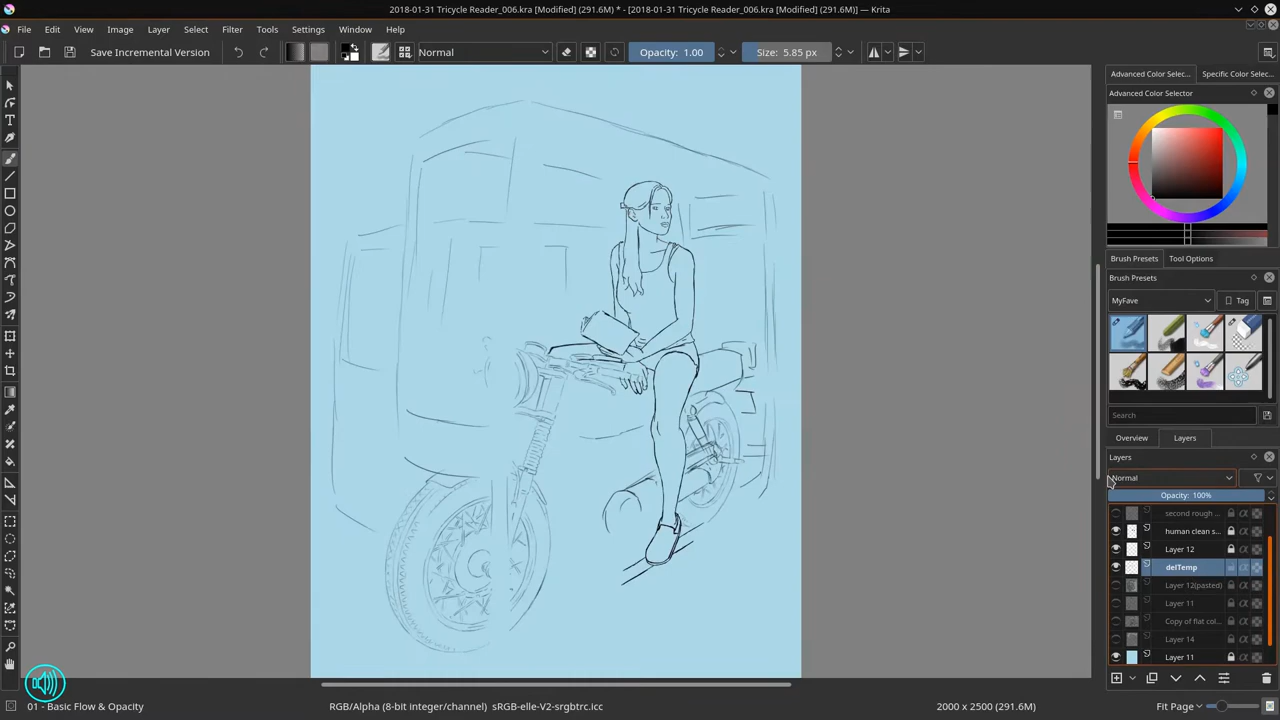 2018-01-31 Tricycle Reader_006.kra [Modified] (291.6M) * - [2018-01-31 Tricycle Reader_006.kra [Modified] (291.6M)] — Krita
File Edit View Image Layer Select Filter Tools Settings Window Help
Save Incremental Version
Normal
Opacity: 1.00
Size: 5.85 px
Advanced Color Selec...
Specific Color Selec...
Advanced Color Selector
Brush Presets
Tool Options
Brush Presets
MyFave
Tag
Search
Overview
Layers
Layers
Normal
Opacity: 100%
second rough ...
human clean s...
Layer 12
delTemp
Layer 12(pasted)
Layer 11
Copy of flat col...
Layer 14
Layer 11
01 - Basic Flow & Opacity
RGB/Alpha (8-bit integer/channel) sRGB-elle-V2-srgbtrc.icc
2000 x 2500 (291.6M)
Fit Page